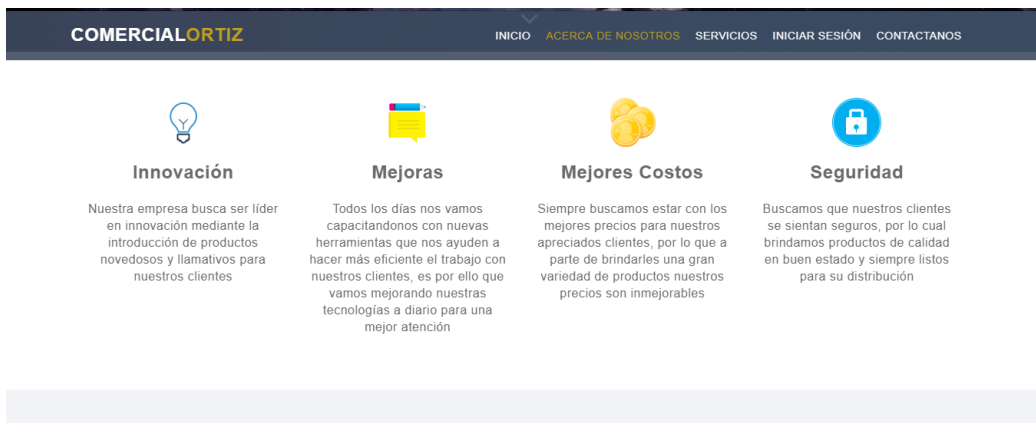 COMERCIALORTIZ
INICIO ACERCA DE NOSOTROS SERVICIOS INICIAR SESIÓN CONTACTANOS
Innovación
Nuestra empresa busca ser líder
en innovación mediante la
introducción de productos
novedosos y llamativos para
nuestros clientes
Mejoras
Todos los días nos vamos
capacitandonos con nuevas
herramientas que nos ayuden a
hacer más eficiente el trabajo con
nuestros clientes, es por ello que
vamos mejorando nuestras
tecnologías a diario para una
mejor atención
Mejores Costos
Siempre buscamos estar con los
mejores precios para nuestros
apreciados clientes, por lo que a
parte de brindarles una gran
variedad de productos nuestros
precios son inmejorables
Seguridad
Buscamos que nuestros clientes
se sientan seguros, por lo cual
brindamos productos de calidad
en buen estado y siempre listos
para su distribución